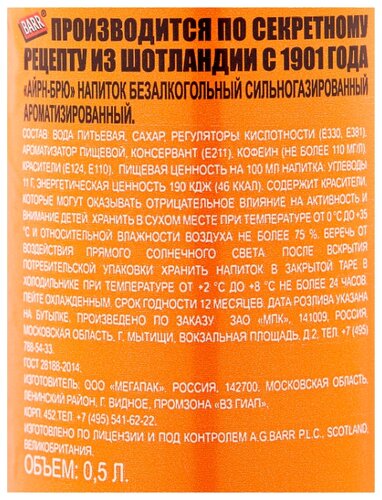 BARR ПРОИЗВОДИТСЯ ПО СЕКРЕТНОМУ
РЕЦЕПТУ ИЗ ШОТЛАНДИИ С 1901 ГОДА
«АЙРН-БРЮ» НАПИТОК БЕЗАЛКОГОЛЬНЫЙ СИЛЬНОГАЗИРОВАННЫЙ
АРОМАТИЗИРОВАННЫЙ.
СОСТАВ: ВОДА ПИТЬЕВАЯ, САХАР, РЕГУЛЯТОРЫ КИСЛОТНОСТИ (Е330, Е381),
АРОМАТИЗАТОР ПИЩЕВОЙ, КОНСЕРВАНТ (Е211), КОФЕИН (НЕ БОЛЕЕ 110 МГ/Л),
КРАСИТЕЛИ (Е124, Е110). ПИЩЕВАЯ ЦЕННОСТЬ НА 100 МЛ НАПИТКА: УГЛЕВОДЫ
11 Г. ЭНЕРГЕТИЧЕСКАЯ ЦЕННОСТЬ 190 КДЖ (46 ККАЛ). СОДЕРЖИТ КРАСИТЕЛИ,
КОТОРЫЕ МОГУТ ОКАЗЫВАТЬ ОТРИЦАТЕЛЬНОЕ ВЛИЯНИЕ НА АКТИВНОСТЬ И
ВНИМАНИЕ ДЕТЕЙ. ХРАНИТЬ В СУХОМ МЕСТЕ ПРИ ТЕМПЕРАТУРЕ ОТ 0 °С ДО +35
°С И ОТНОСИТЕЛЬНОЙ ВЛАЖНОСТИ ВОЗДУХА НЕ БОЛЕЕ 75 %. БЕРЕЧЬ ОТ
ВОЗДЕЙСТВИЯ ПРЯМОГО СОЛНЕЧНОГО СВЕТА. ПОСЛЕ ВСКРЫТИЯ
ПОТРЕБИТЕЛЬСКОЙ УПАКОВКИ ХРАНИТЬ НАПИТОК В ЗАКРЫТОЙ ТАРЕ В
ХОЛОДИЛЬНИКЕ ПРИ ТЕМПЕРАТУРЕ ОТ +2 °С ДО +8 °С НЕ БОЛЕЕ 24 ЧАСОВ.
ПЕЙТЕ ОХЛАЖДЕННЫМ. СРОК ГОДНОСТИ 12 МЕСЯЦЕВ. ДАТА РОЗЛИВА УКАЗАНА
НА БУТЫЛКЕ. ПРОИЗВЕДЕНО ПО ЗАКАЗУ ЗАО «МПК», 141009, РОССИЯ,
МОСКОВСКАЯ ОБЛАСТЬ, Г. МЫТИЩИ, ВОКЗАЛЬНАЯ ПЛОЩАДЬ, Д.2, ТЕЛ. +7 (495)
788-54-33.
ГОСТ 28188-2014.
ИЗГОТОВИТЕЛЬ: ООО «МЕГАПАК», РОССИЯ, 142700, МОСКОВСКАЯ ОБЛАСТЬ,
ЛЕНИНСКИЙ РАЙОН, Г. ВИДНОЕ, ПРОМЗОНА «ВЗ ГИАП»,
КОРП. 452, ТЕЛ. +7 (495) 541-62-22.
ИЗГОТОВЛЕНО ПО ЛИЦЕНЗИИ И ПОД КОНТРОЛЕМ A.G.BARR P.L.C., SCOTLAND,
ВЕЛИКОБРИТАНИЯ.
ОБЪЕМ: 0,5 Л.